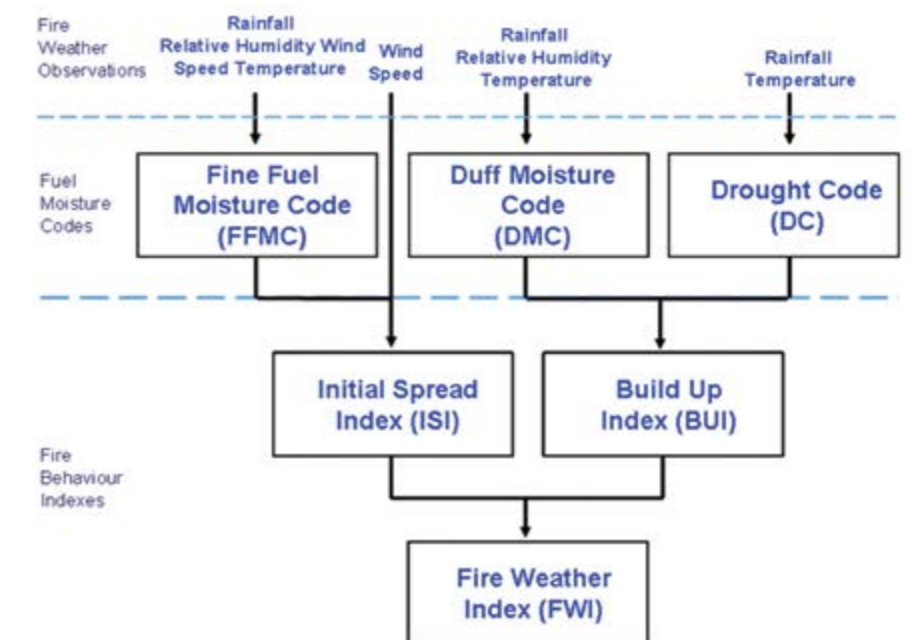 Fire
Weather
Observations
Rainfall
Relative Humidity Wind
Speed Temperature
Wind
Speed
Rainfall
Relative Humidity
Temperature
Rainfall
Temperature
Fuel
Moisture
Codes
Fine Fuel
Moisture Code
(FFMC)
Duff Moisture
Code
(DMC)
Drought Code
(DC)
Fire
Behaviour
Indexes
Initial Spread
Index (ISI)
Build Up
Index (BUI)
Fire Weather
Index (FWI)